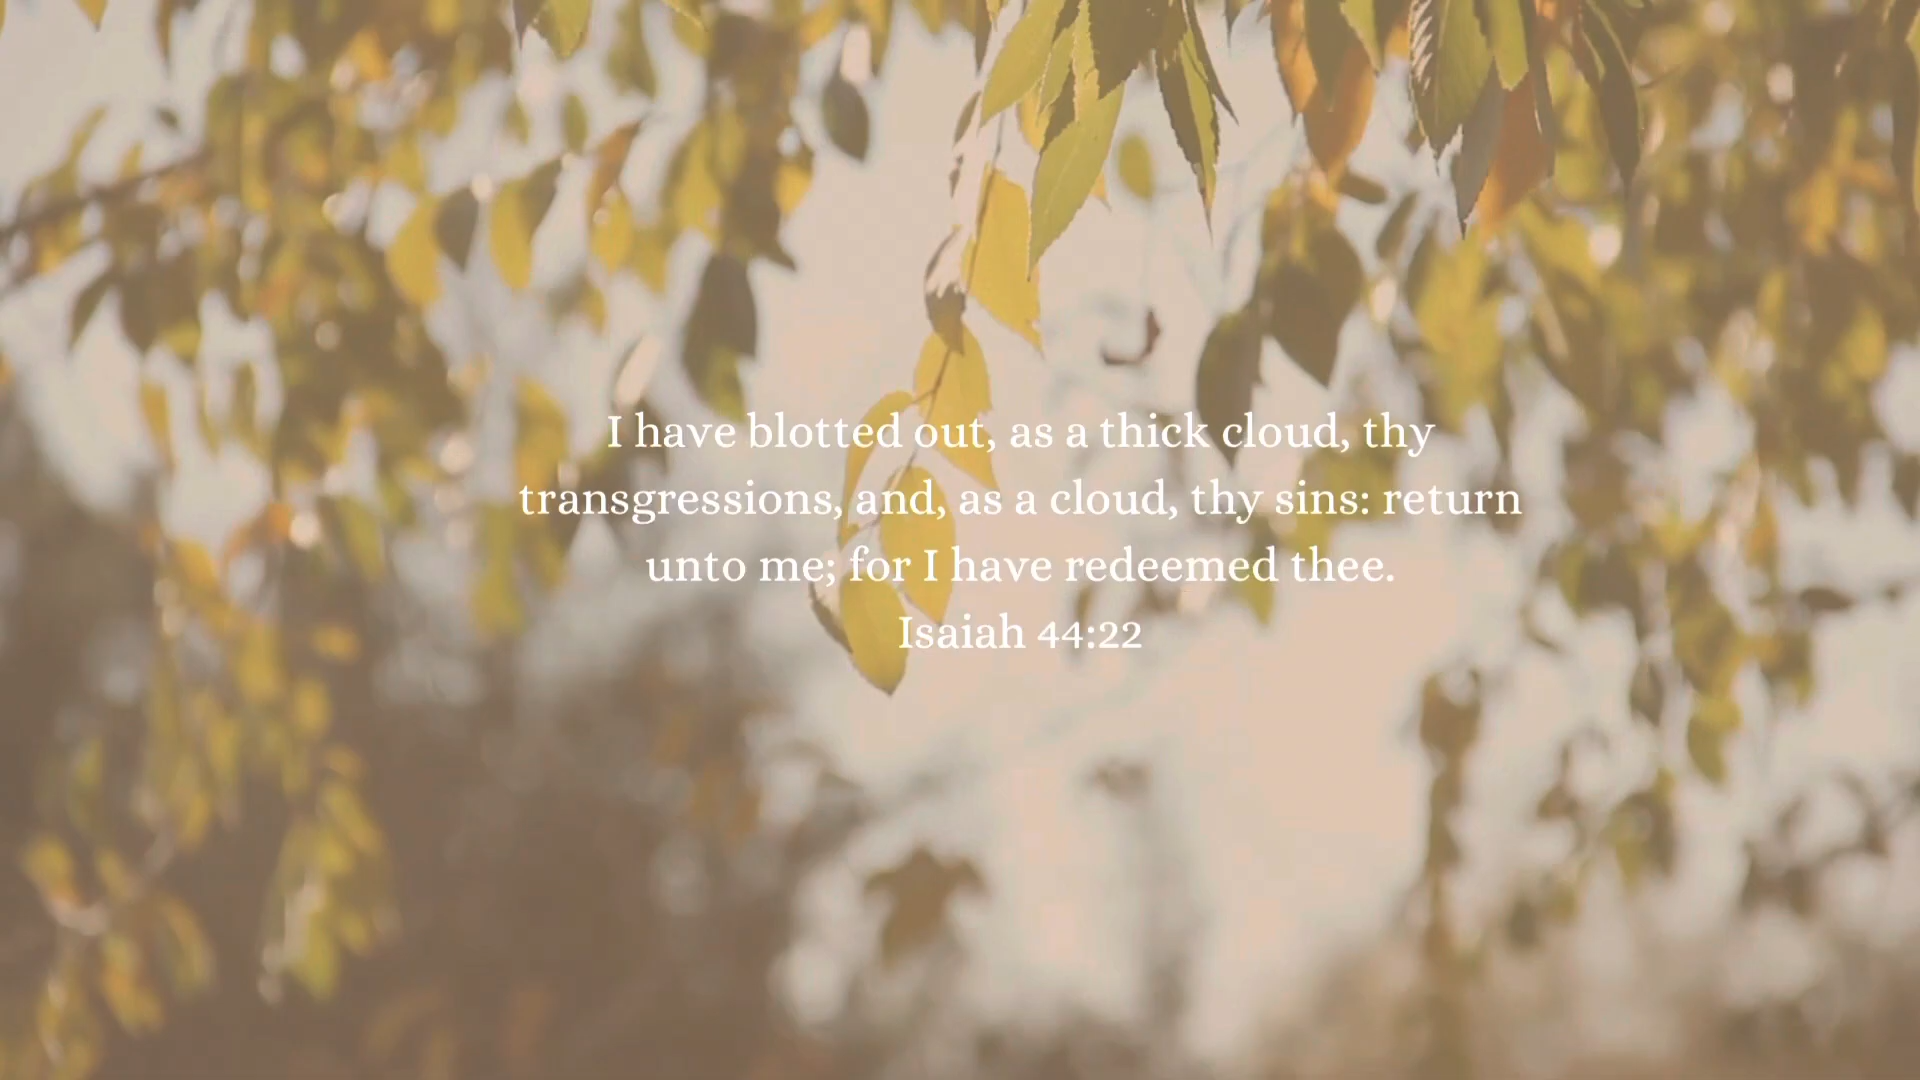 I have blotted out, as a thick cloud, thy
transgressions, and, as a cloud, thy sins: return
unto me; for I have redeemed thee.
Isaiah 44:22